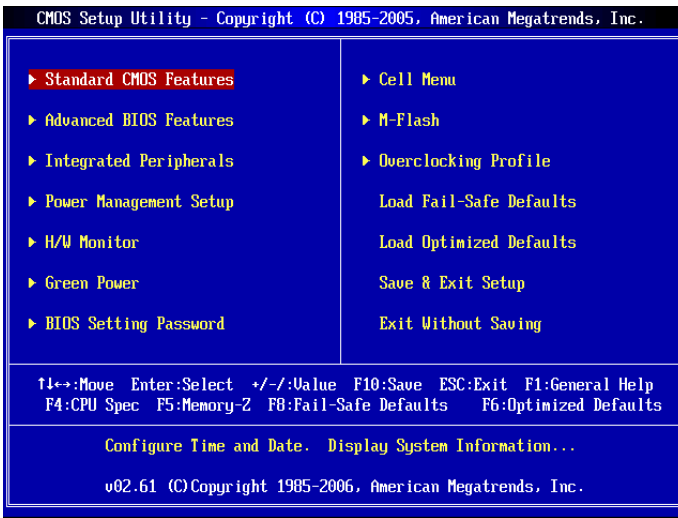 CMOS Setup Utility - Copyright (C) 1985-2005, American Megatrends, Inc.
Standard CMOS Features
Advanced BIOS Features
Integrated Peripherals
Power Management Setup
H/W Monitor
Green Power
BIOS Setting Password
Cell Menu
M-Flash
Overclocking Profile
Load Fail-Safe Defaults
Load Optimized Defaults
Save & Exit Setup
Exit Without Saving
↑↓←→:Move Enter:Select +/-/:Value F10:Save ESC:Exit F1:General Help
F4:CPU Spec F5:Memory-Z F8:Fail-Safe Defaults F6:Optimized Defaults
Configure Time and Date. Display System Information...
v02.61 (C)Copyright 1985-2006, American Megatrends, Inc.